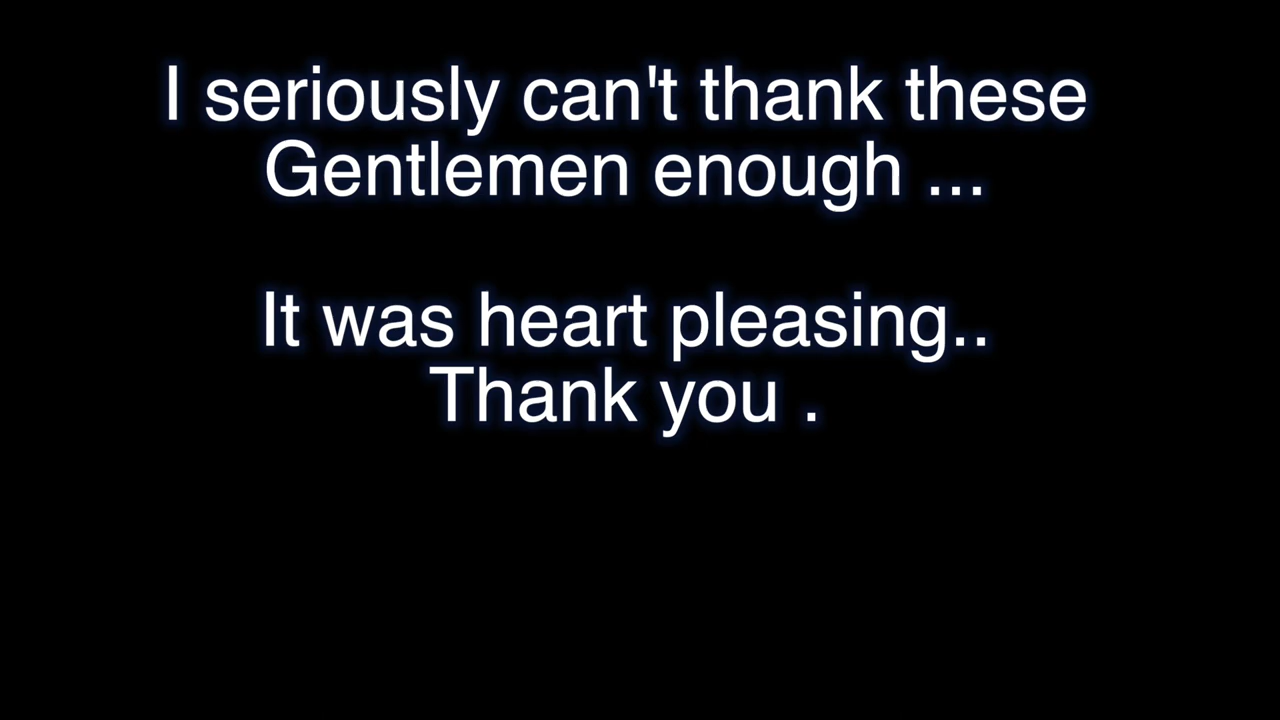 I seriously can't thank these
Gentlemen enough ...
It was heart pleasing..
Thank you .